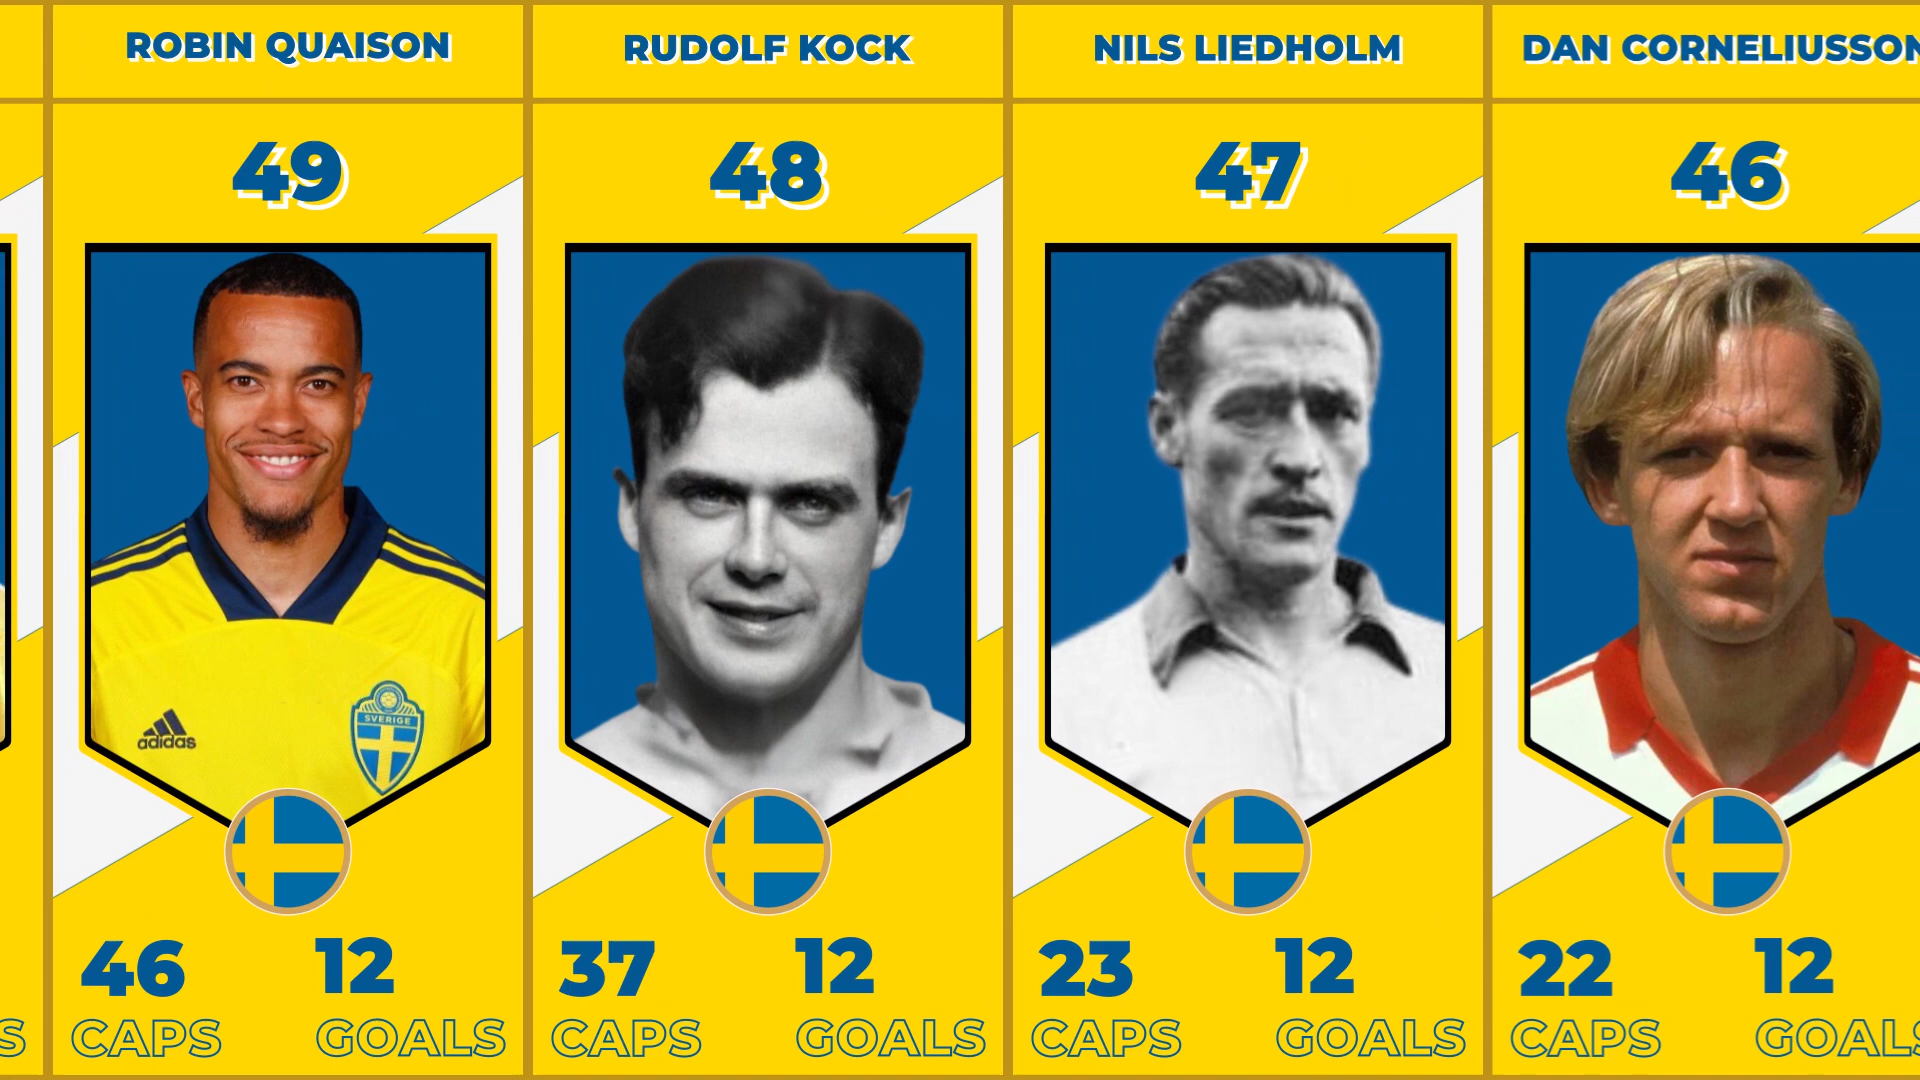 ROBIN QUAISON
49
adidas
SVERIGE
46 12
CAPS GOALS
RUDOLF KOCK
48
37 12
CAPS GOALS
NILS LIEDHOLM
47
23 12
CAPS GOALS
DAN CORNELIUSSON
46
22 12
CAPS GOALS